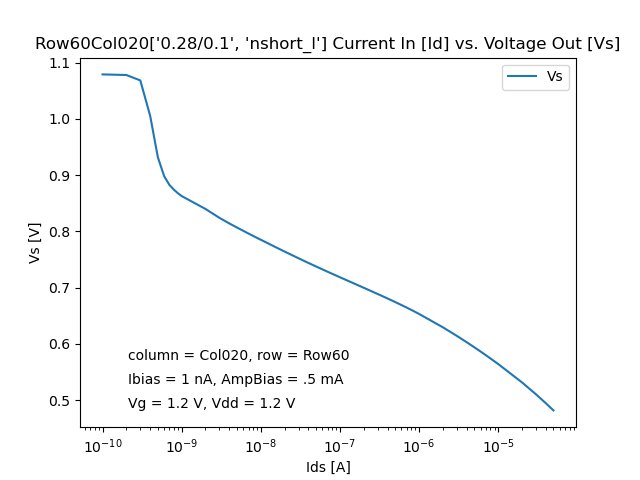 Row60Col020['0.28/0.1', 'nshort_l'] Current In [Id] vs. Voltage Out [Vs]
Vs
1.1
1.0
0.9
0.8
0.7
0.6
0.5
Vs [V]
column = Col020, row = Row60
Ibias = 1 nA, AmpBias = .5 mA
Vg = 1.2 V, Vdd = 1.2 V
10⁻¹⁰ 10⁻⁹ 10⁻⁸ 10⁻⁷ 10⁻⁶ 10⁻⁵
Ids [A]